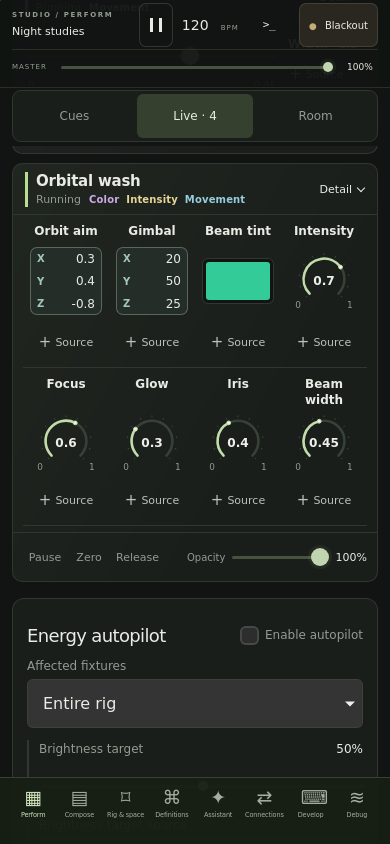 STUDIO / PERFORM
Night studies
120 BPM
>_
Blackout
MASTER 100%
Cues Live · 4 Room
Orbital wash
Running Color Intensity Movement
Detail
Orbit aim Gimbal Beam tint Intensity
X 0.3 X 20
Y 0.4 Y 50
Z -0.8 Z 25
0.7
0 1
+ Source + Source + Source + Source
Focus Glow Iris Beam width
0.6 0.3 0.4 0.45
0 1 0 1 0 1 0 1
+ Source + Source + Source + Source
Pause Zero Release Opacity 100%
Energy autopilot
Enable autopilot
Affected fixtures
Entire rig
Brightness target 50%
Perform Compose Rig & space Definitions Assistant Connections Develop Debug